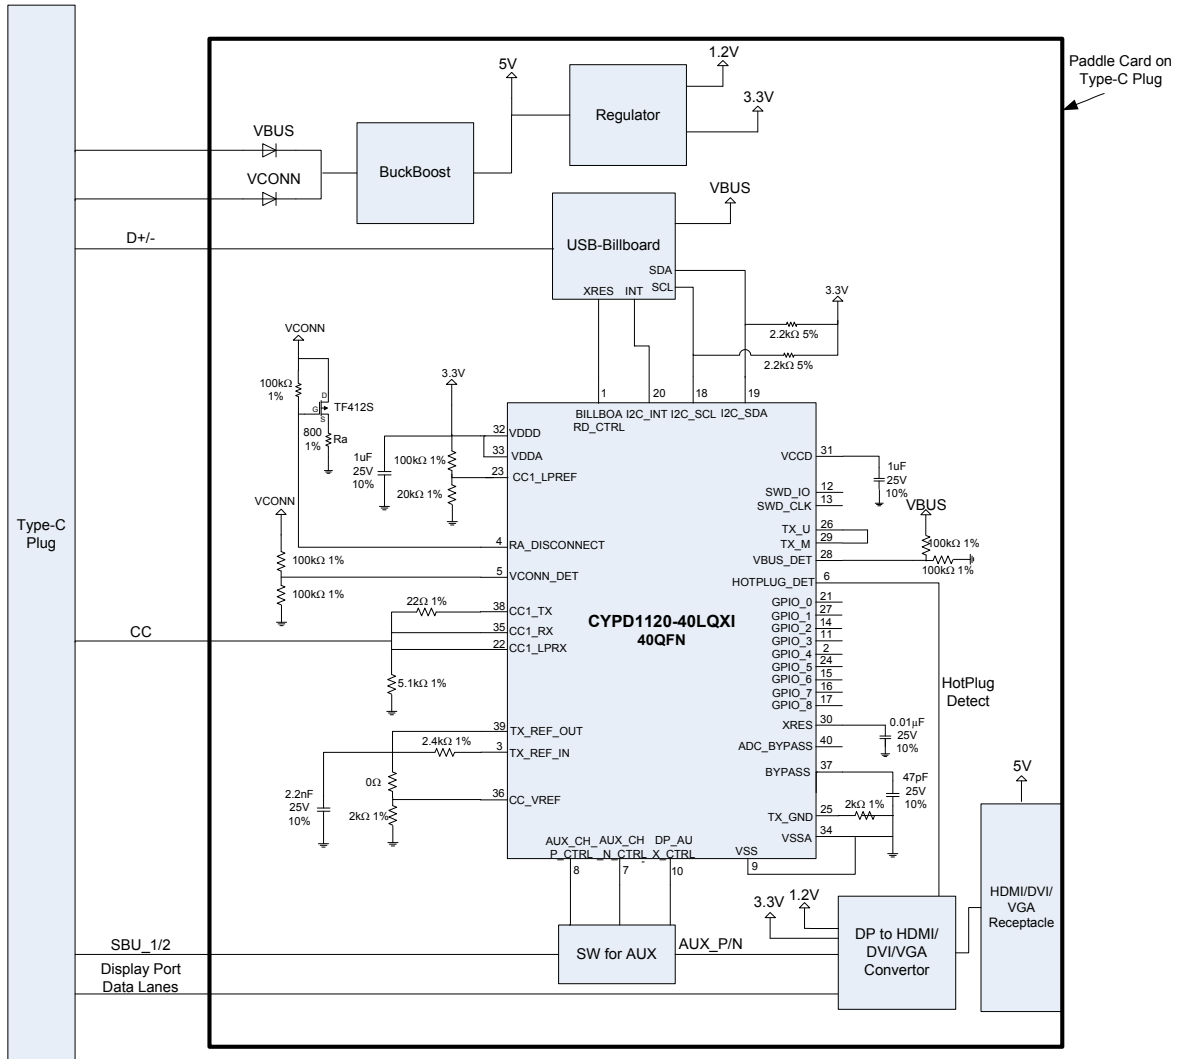 1.2V
5V
3.3V
Regulator
Paddle Card on
Type-C Plug
VBUS
VCONN
BuckBoost
VBUS
USB-Billboard
D+/-
SDA
SCL
XRES
INT
3.3V
2.2kΩ 5%
2.2kΩ 5%
VCONN
100kΩ
1%
D
G
S
TF412S
800
1%
Ra
3.3V
1
20
18
19
BILLBOA
RD_CTRL
I2C_INT
I2C_SCL
I2C_SDA
32
VDDD
33
VDDA
1uF
25V
10%
100kΩ 1%
23
CC1_LPREF
20kΩ 1%
31
VCCD
1uF
25V
10%
12
SWD_IO
13
SWD_CLK
VBUS
26
TX_U
29
TX_M
100kΩ 1%
28
VBUS_DET
100kΩ 1%
6
HOTPLUG_DET
VCONN
4
RA_DISCONNECT
100kΩ 1%
5
VCONN_DET
100kΩ 1%
Type-C
Plug
22Ω 1%
38
CC1_TX
35
CC1_RX
22
CC1_LPRX
CC
5.1kΩ 1%
CYPD1120-40LQXI
40QFN
21
GPIO_0
27
GPIO_1
14
GPIO_2
11
GPIO_3
2
GPIO_4
24
GPIO_5
15
GPIO_6
16
GPIO_7
17
GPIO_8
HotPlug
Detect
30
XRES
0.01µF
25V
10%
40
ADC_BYPASS
39
TX_REF_OUT
2.4kΩ 1%
3
TX_REF_IN
0Ω
2.2nF
25V
10%
36
CC_VREF
2kΩ 1%
37
BYPASS
47pF
25V
10%
25
TX_GND
2kΩ 1%
34
VSSA
5V
AUX_CH_
P_CTRL
AUX_CH
_N_CTRL
DP_AU
X_CTRL
VSS
8
7
10
9
HDMI/DVI/
VGA
Receptacle
3.3V
1.2V
SBU_1/2
SW for AUX
AUX_P/N
DP to HDMI/
DVI/VGA
Convertor
Display Port
Data Lanes